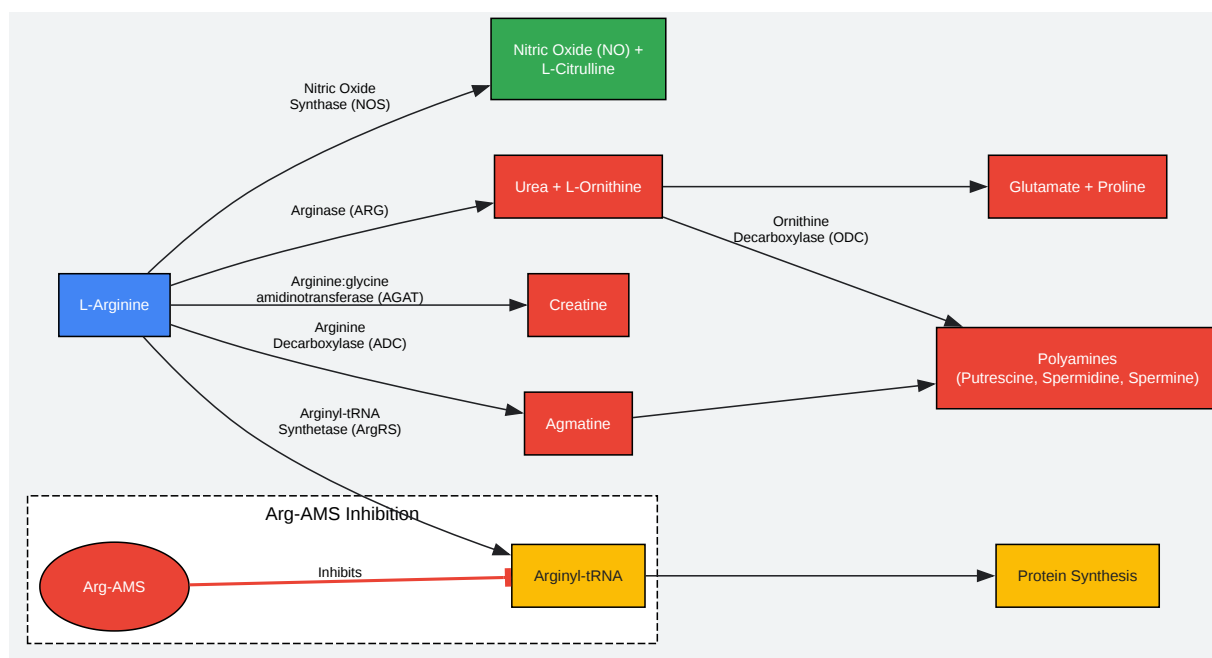 Nitric Oxide (NO) +
L-Citrulline
Nitric Oxide
Synthase (NOS)
Urea + L-Ornithine
Glutamate + Proline
Arginase (ARG)
Ornithine
Decarboxylase (ODC)
L-Arginine
Arginine:glycine
amidinotransferase (AGAT)
Creatine
Arginine
Decarboxylase (ADC)
Polyamines
(Putrescine, Spermidine, Spermine)
Arginyl-tRNA
Synthetase (ArgRS)
Agmatine
Arg-AMS Inhibition
Arg-AMS
Inhibits
Arginyl-tRNA
Protein Synthesis